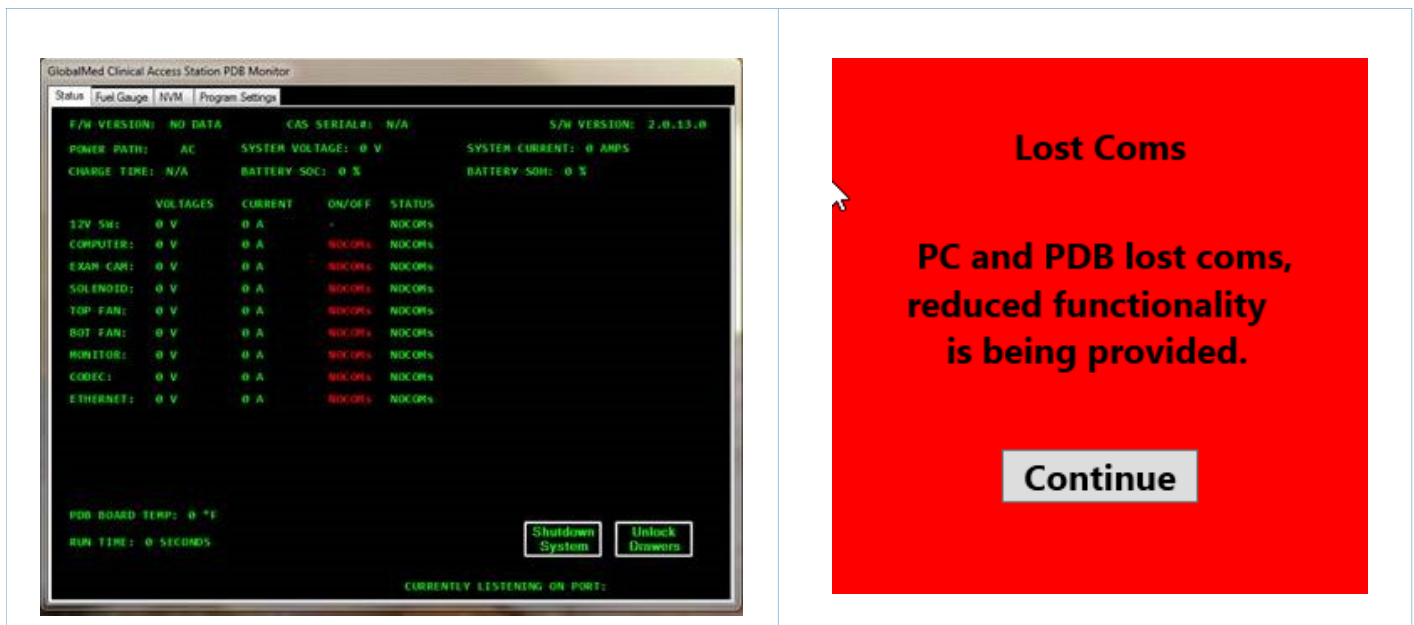 GlobalMed Clinical Access Station PDB Monitor
Status Fuel Gauge NVM Program Settings
F/W VERSION: NO DATA CAS SERIAL#: N/A S/W VERSION: 2.0.13.0
POWER PATH: AC SYSTEM VOLTAGE: 0 V SYSTEM CURRENT: 0 AMPS
CHARGE TIME: N/A BATTERY SOC: 0 % BATTERY SOH: 0 %
VOLTAGES CURRENT ON/OFF STATUS
12V SW: 0 V 0 A - NOCOMs
COMPUTER: 0 V 0 A NOCOMs NOCOMs
EXAM CAM: 0 V 0 A NOCOMs NOCOMs
SOLENOID: 0 V 0 A NOCOMs NOCOMs
TOP FAN: 0 V 0 A NOCOMs NOCOMs
BOT FAN: 0 V 0 A NOCOMs NOCOMs
MONITOR: 0 V 0 A NOCOMs NOCOMs
CODEC: 0 V 0 A NOCOMs NOCOMs
ETHERNET: 0 V 0 A NOCOMs NOCOMs
PDB BOARD TEMP: 0 °F
RUN TIME: 0 SECONDS
Shutdown System
Unlock Drawers
CURRENTLY LISTENING ON PORT:
Lost Coms
PC and PDB lost coms,
reduced functionality
is being provided.
Continue